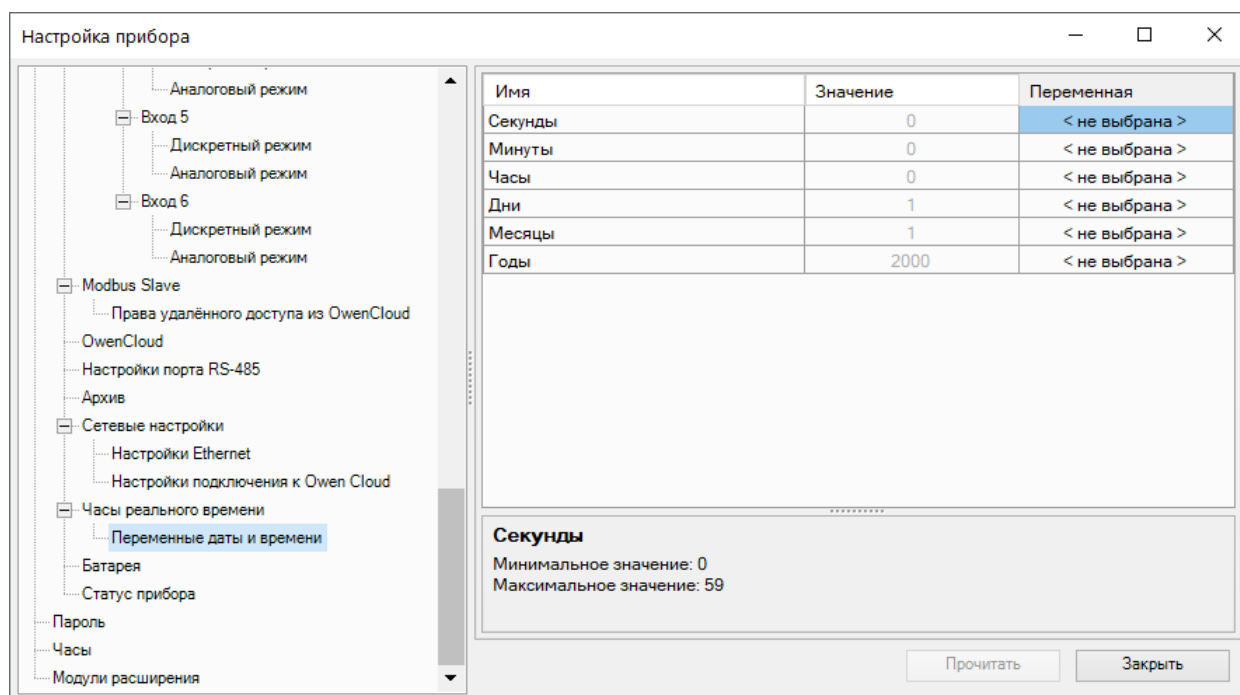 Настройка прибора
Аналоговый режим
Вход 5
Дискретный режим
Аналоговый режим
Вход 6
Дискретный режим
Аналоговый режим
Modbus Slave
Права удалённого доступа из OwenCloud
OwenCloud
Настройки порта RS-485
Архив
Сетевые настройки
Настройки Ethernet
Настройки подключения к Owen Cloud
Часы реального времени
Переменные даты и времени
Батарея
Статус прибора
Пароль
Часы
Модули расширения
Имя Значение Переменная
Секунды 0 < не выбрана >
Минуты 0 < не выбрана >
Часы 0 < не выбрана >
Дни 1 < не выбрана >
Месяцы 1 < не выбрана >
Годы 2000 < не выбрана >
Секунды
Минимальное значение: 0
Максимальное значение: 59
Прочитать Закрыть